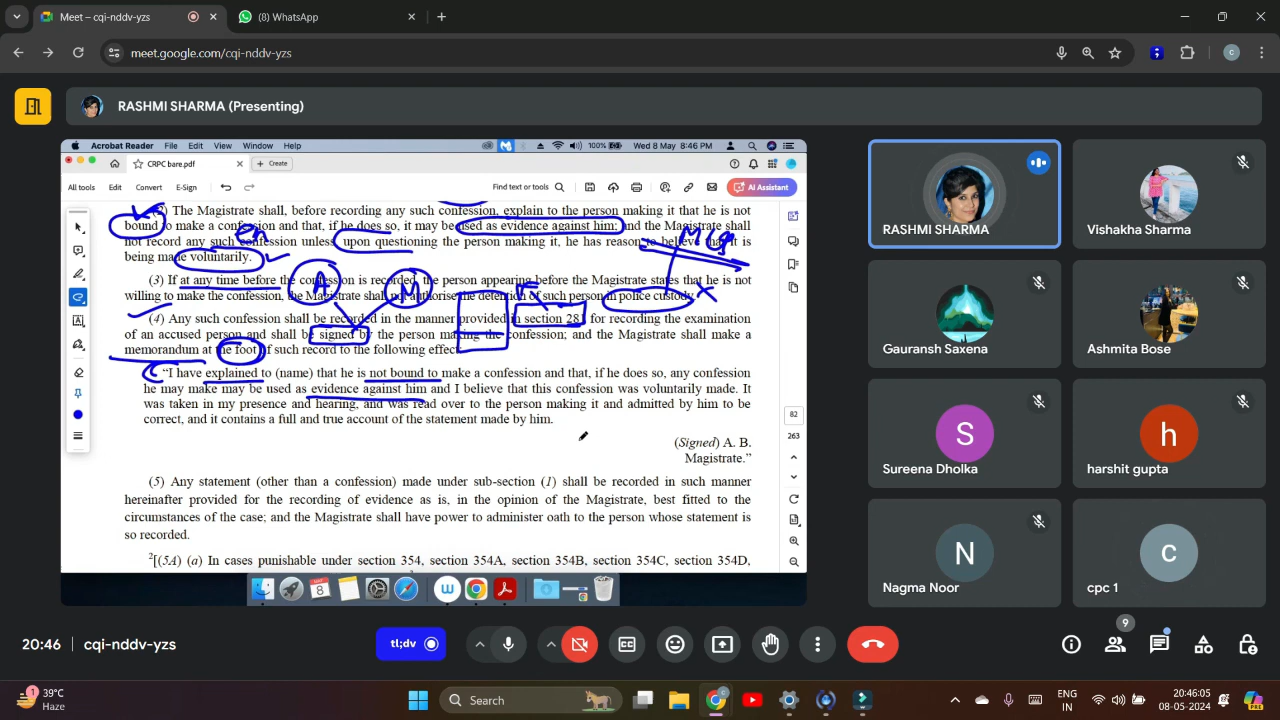 Meet – cqi-nddv-yzs
(8) WhatsApp
meet.google.com/cqi-nddv-yzs
c
RASHMI SHARMA (Presenting)
Acrobat Reader File Edit View Window Help
100%
Wed 8 May 8:46 PM
CRPC bare.pdf
+ Create
All tools Edit Convert E-Sign
Find text or tools
AI Assistant
(2) The Magistrate shall, before recording any such confession, explain to the person making it that he is not
bound to make a confession and that, if he does so, it may be used as evidence against him; and the Magistrate shall
not record any such confession unless, upon questioning the person making it, he has reason to believe that it is
being made voluntarily.
(3) If at any time before the confession is recorded, the person appearing before the Magistrate states that he is not
willing to make the confession, the Magistrate shall not authorise the detention of such person in police custody.
A
M
(4) Any such confession shall be recorded in the manner provided in section 281 for recording the examination
of an accused person and shall be signed by the person making the confession; and the Magistrate shall make a
memorandum at the foot of such record to the following effect
“I have explained to (name) that he is not bound to make a confession and that, if he does so, any confession
he may make may be used as evidence against him and I believe that this confession was voluntarily made. It
was taken in my presence and hearing, and was read over to the person making it and admitted by him to be
correct, and it contains a full and true account of the statement made by him.
(Signed) A. B.
Magistrate.”
(5) Any statement (other than a confession) made under sub-section (1) shall be recorded in such manner
hereinafter provided for the recording of evidence as is, in the opinion of the Magistrate, best fitted to the
circumstances of the case; and the Magistrate shall have power to administer oath to the person whose statement is
so recorded.
2[(5A) (a) In cases punishable under section 354, section 354A, section 354B, section 354C, section 354D,
82
263
MAY
8
RASHMI SHARMA
Vishakha Sharma
Gauransh Saxena
Ashmita Bose
S
Sureena Dholka
h
harshit gupta
N
Nagma Noor
c
cpc 1
20:46 | cqi-nddv-yzs
tl;dv
9
1
39°C
Haze
Search
ENG
IN
20:46:05
08-05-2024